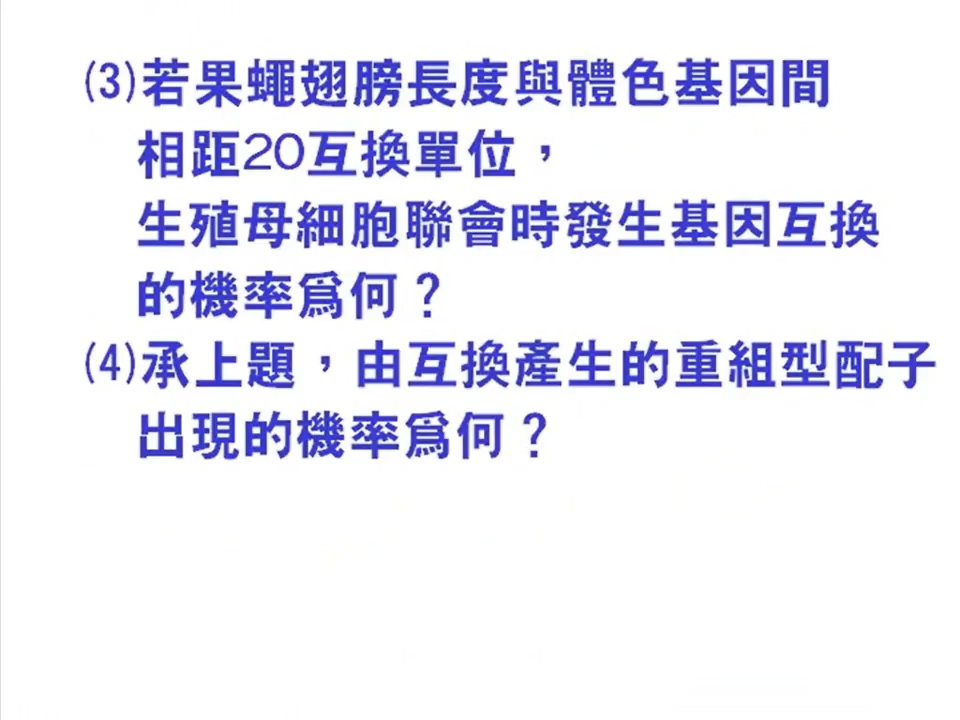 (3)若果蠅翅膀長度與體色基因間
相距20互換單位，
生殖母細胞聯會時發生基因互換
的機率為何？
(4)承上題，由互換產生的重組型配子
出現的機率為何？